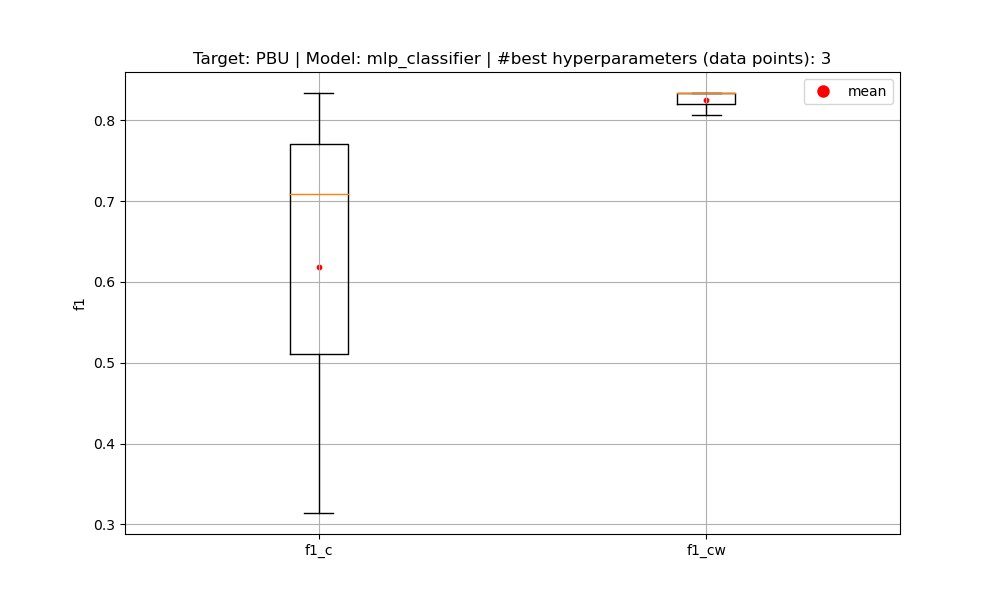 Target: PBU | Model: mlp_classifier | #best hyperparameters (data points): 3
mean
0.8
0.7
0.6
0.5
0.4
0.3
f1
f1_c
f1_cw